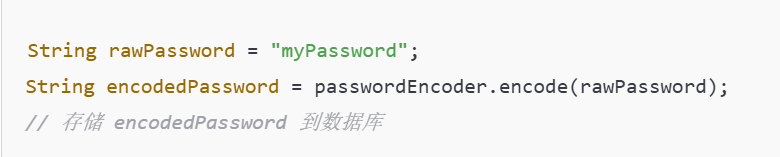 String rawPassword = "myPassword";
String encodedPassword = passwordEncoder.encode(rawPassword);
// 存储 encodedPassword 到数据库